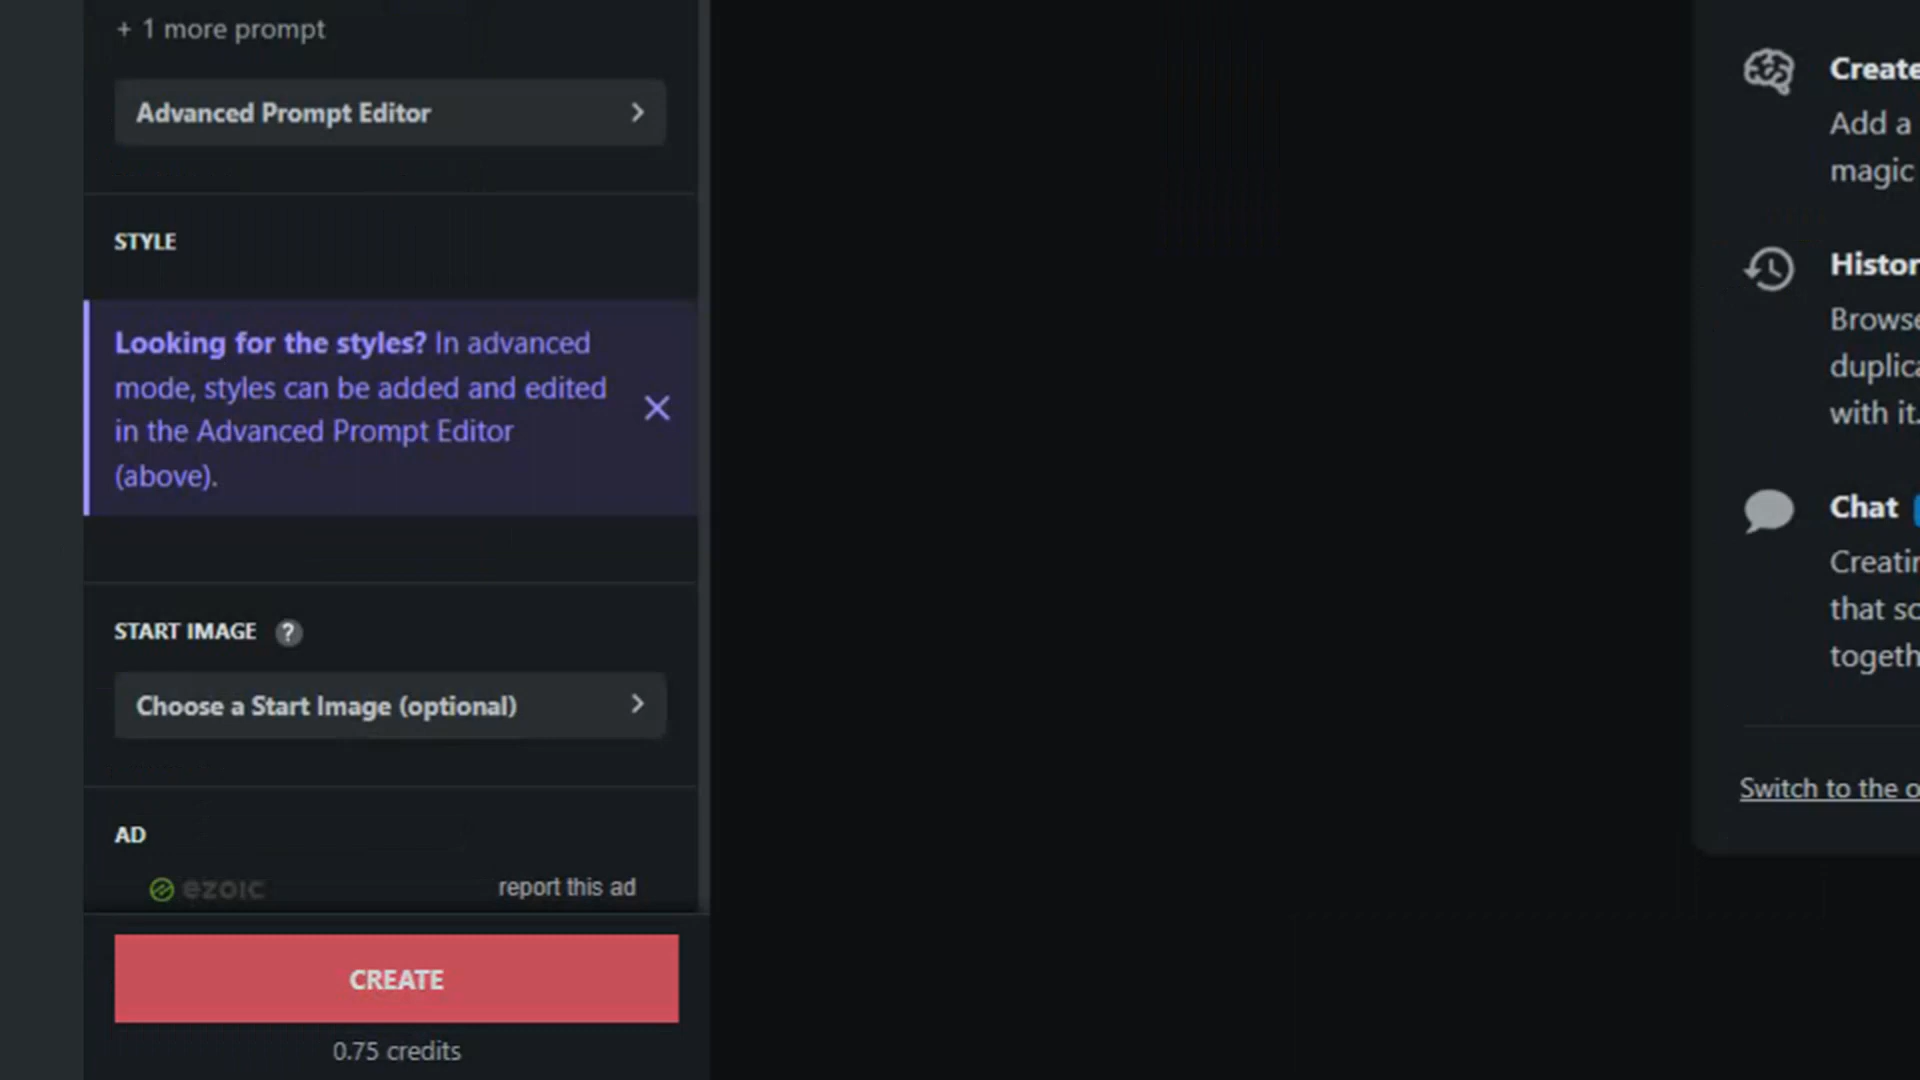 + 1 more prompt
Advanced Prompt Editor
STYLE
Looking for the styles? In advanced
mode, styles can be added and edited
in the Advanced Prompt Editor
(above).
START IMAGE ?
Choose a Start Image (optional)
AD
ezoic
report this ad
CREATE
0.75 credits
Create
Add a
magic
Histor
Browse
duplica
with it.
Chat
Creatin
that so
togeth
Switch to the o